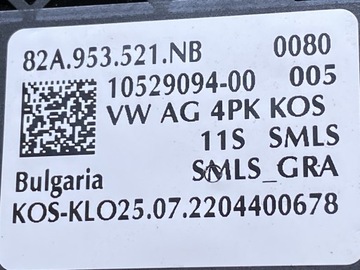 82A.953.521.NB 0080
10529094-00 005
VW AG 4PK KOS
11S SMLS
SMLS_GRA
Bulgaria
KOS-KLO25.07.2204400678